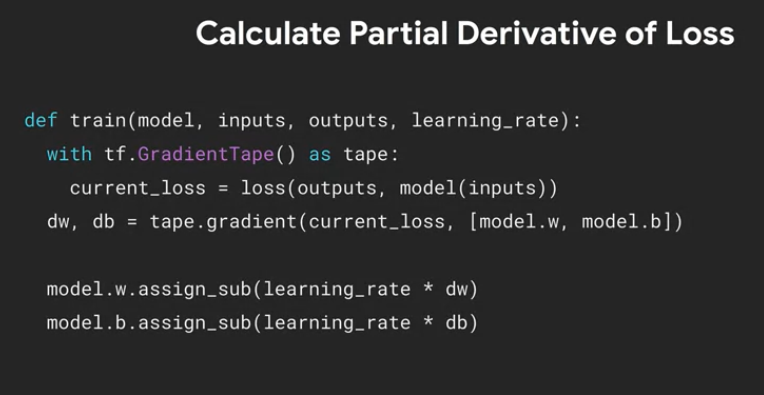 Calculate Partial Derivative of Loss
def train(model, inputs, outputs, learning_rate):
  with tf.GradientTape() as tape:
    current_loss = loss(outputs, model(inputs))
  dw, db = tape.gradient(current_loss, [model.w, model.b])
  model.w.assign_sub(learning_rate * dw)
  model.b.assign_sub(learning_rate * db)